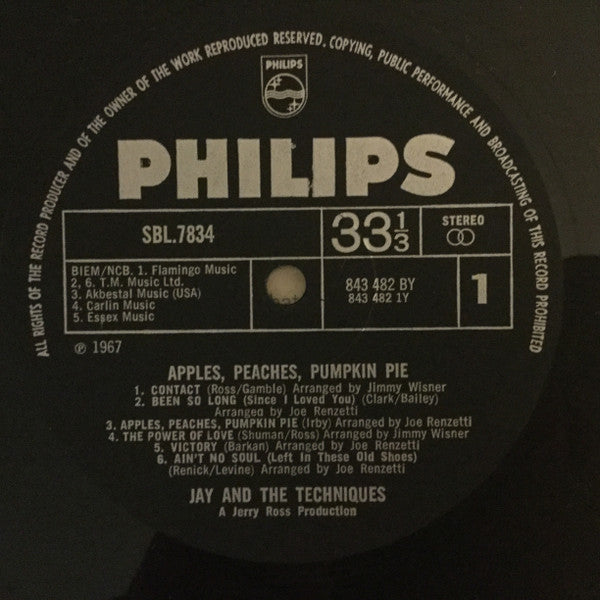 ALL RIGHTS OF THE RECORD PRODUCER AND OF THE OWNER OF THE WORK REPRODUCED RESERVED. COPYING, PUBLIC PERFORMANCE AND BROADCASTING OF THIS RECORD PROHIBITED
PHILIPS
PHILIPS
SBL.7834
33 1/3
STEREO
BIEM/NCB. 1. Flamingo Music
2, 6. T.M. Music Ltd.
3. Akbestal Music (USA)
4. Carlin Music
5. Essex Music
843 482 BY
843 482 1Y
1
℗ 1967
APPLES, PEACHES, PUMPKIN PIE
1. CONTACT (Ross/Gamble) Arranged by Jimmy Wisner
2. BEEN SO LONG (Since I Loved You) (Clark/Bailey)
Arranged by Joe Renzetti
3. APPLES, PEACHES, PUMPKIN PIE (Irby) Arranged by Joe Renzetti
4. THE POWER OF LOVE (Shuman/Ross) Arranged by Jimmy Wisner
5. VICTORY (Barkan) Arranged by Joe Renzetti
6. AIN'T NO SOUL (Left In These Old Shoes)
(Renick/Levine) Arranged by Joe Renzetti
JAY AND THE TECHNIQUES
A Jerry Ross Production